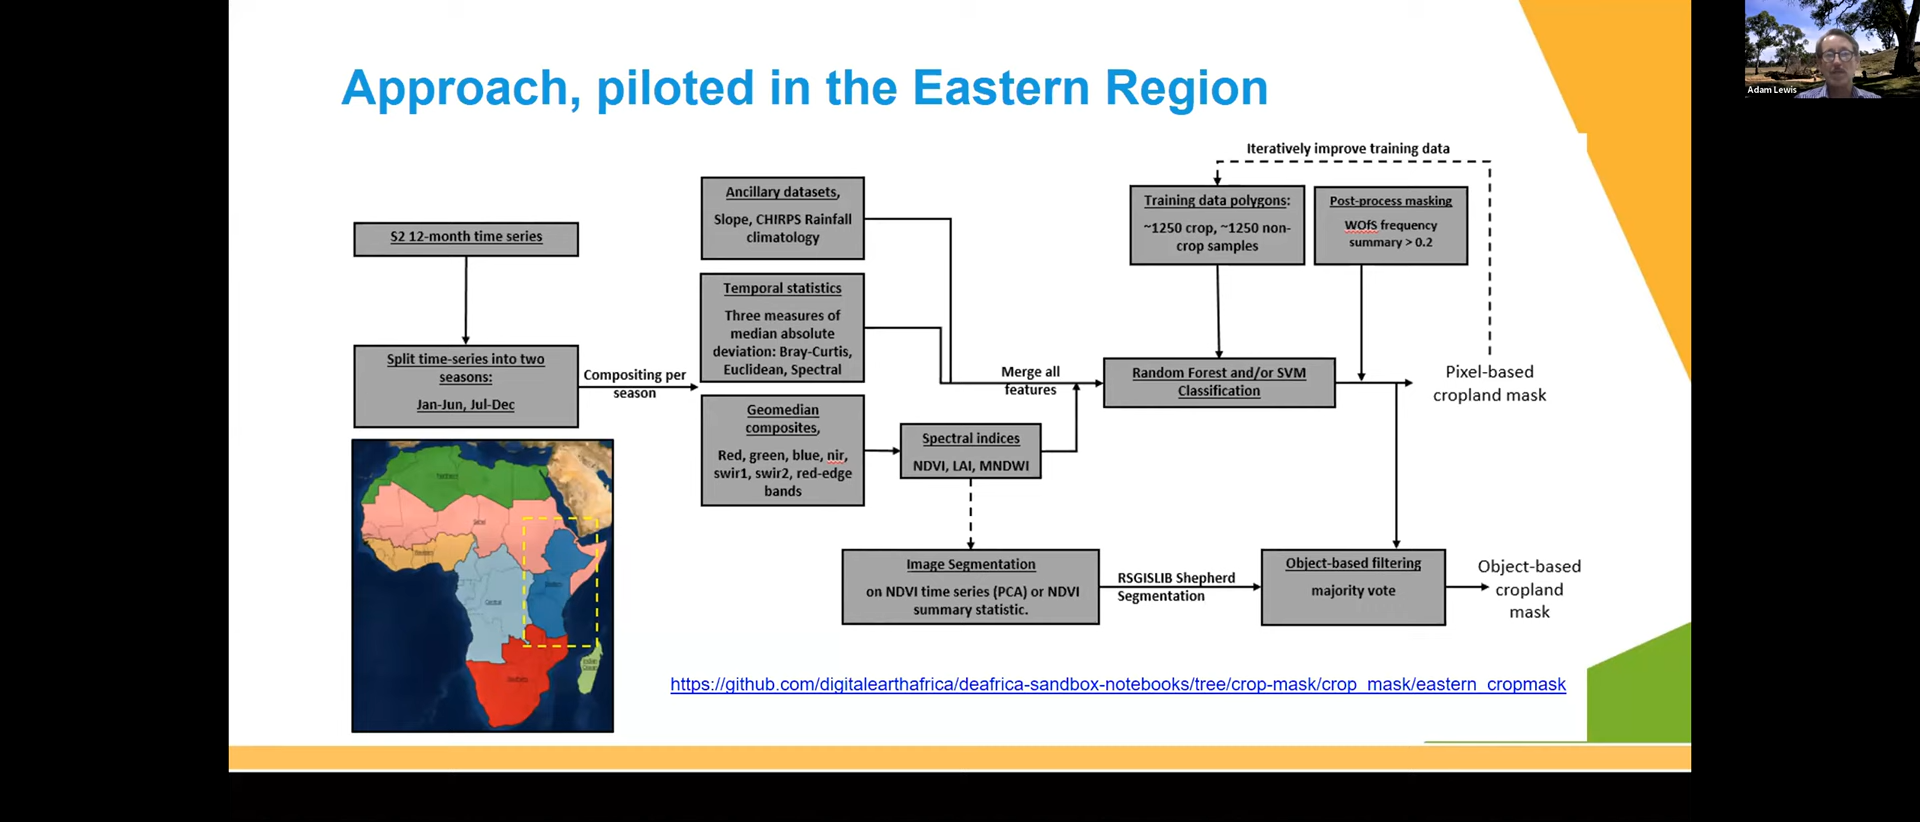 Approach, piloted in the Eastern Region
Adam Lewis
S2 12-month time series
Split time-series into two
seasons:
Jan-Jun, Jul-Dec
Compositing per
season
Ancillary datasets,
Slope, CHIRPS Rainfall
climatology
Temporal statistics
Three measures of
median absolute
deviation: Bray-Curtis,
Euclidean, Spectral
Geomedian
composites,
Red, green, blue, nir,
swir1, swir2, red-edge
bands
Spectral indices
NDVI, LAI, MNDWI
Merge all
features
Iteratively improve training data
Training data polygons:
~1250 crop, ~1250 non-
crop samples
Post-process masking
WOfS frequency
summary > 0.2
Random Forest and/or SVM
Classification
Pixel-based
cropland mask
Image Segmentation
on NDVI time series (PCA) or NDVI
summary statistic.
RSGISLIB Shepherd
Segmentation
Object-based filtering
majority vote
Object-based
cropland
mask
https://github.com/digitalearthafrica/deafrica-sandbox-notebooks/tree/crop-mask/crop_mask/eastern_cropmask